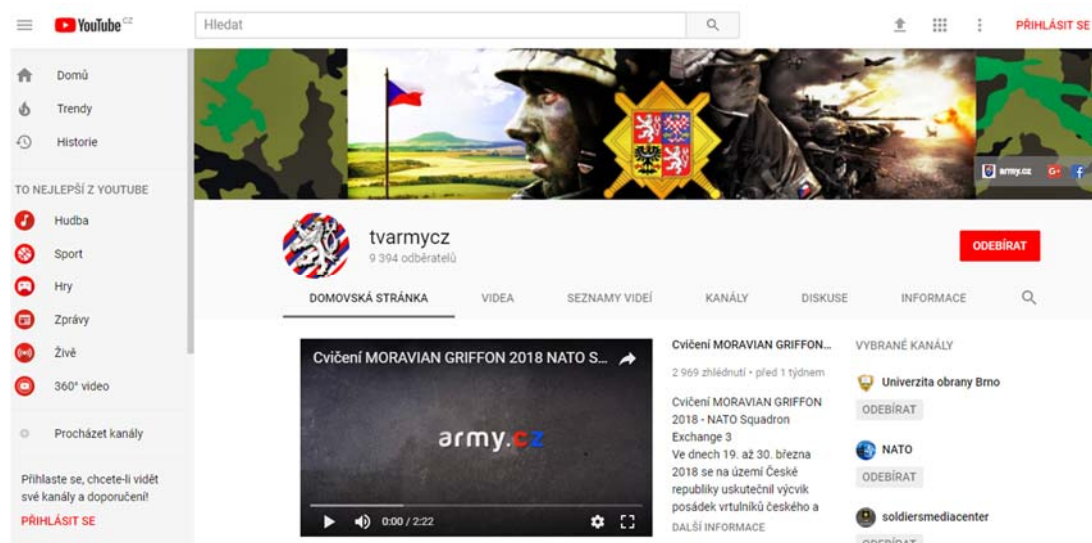 YouTube CZ
Hledat
PŘIHLÁSIT SE
Domů
Trendy
Historie
TO NEJLEPŠÍ Z YOUTUBE
Hudba
Sport
Hry
Zprávy
Živě
360° video
Procházet kanály
Přihlaste se, chcete-li vidět
své kanály a doporučení!
PŘIHLÁSIT SE
army.cz
G+
f
tvarmycz
9 394 odběratelů
ODEBÍRAT
DOMOVSKÁ STRÁNKA
VIDEA
SEZNAMY VIDEÍ
KANÁLY
DISKUSE
INFORMACE
Cvičení MORAVIAN GRIFFON 2018 NATO S...
army.cz
0:00 / 2:22
Cvičení MORAVIAN GRIFFON...
2 969 zhlédnutí • před 1 týdnem
Cvičení MORAVIAN GRIFFON
2018 - NATO Squadron
Exchange 3
Ve dnech 19. až 30. března
2018 se na území České
republiky uskutečnil výcvik
posádek vrtulníků českého a
DALŠÍ INFORMACE
VYBRANÉ KANÁLY
Univerzita obrany Brno
ODEBÍRAT
NATO
ODEBÍRAT
soldiersmediacenter
ODEBÍRAT